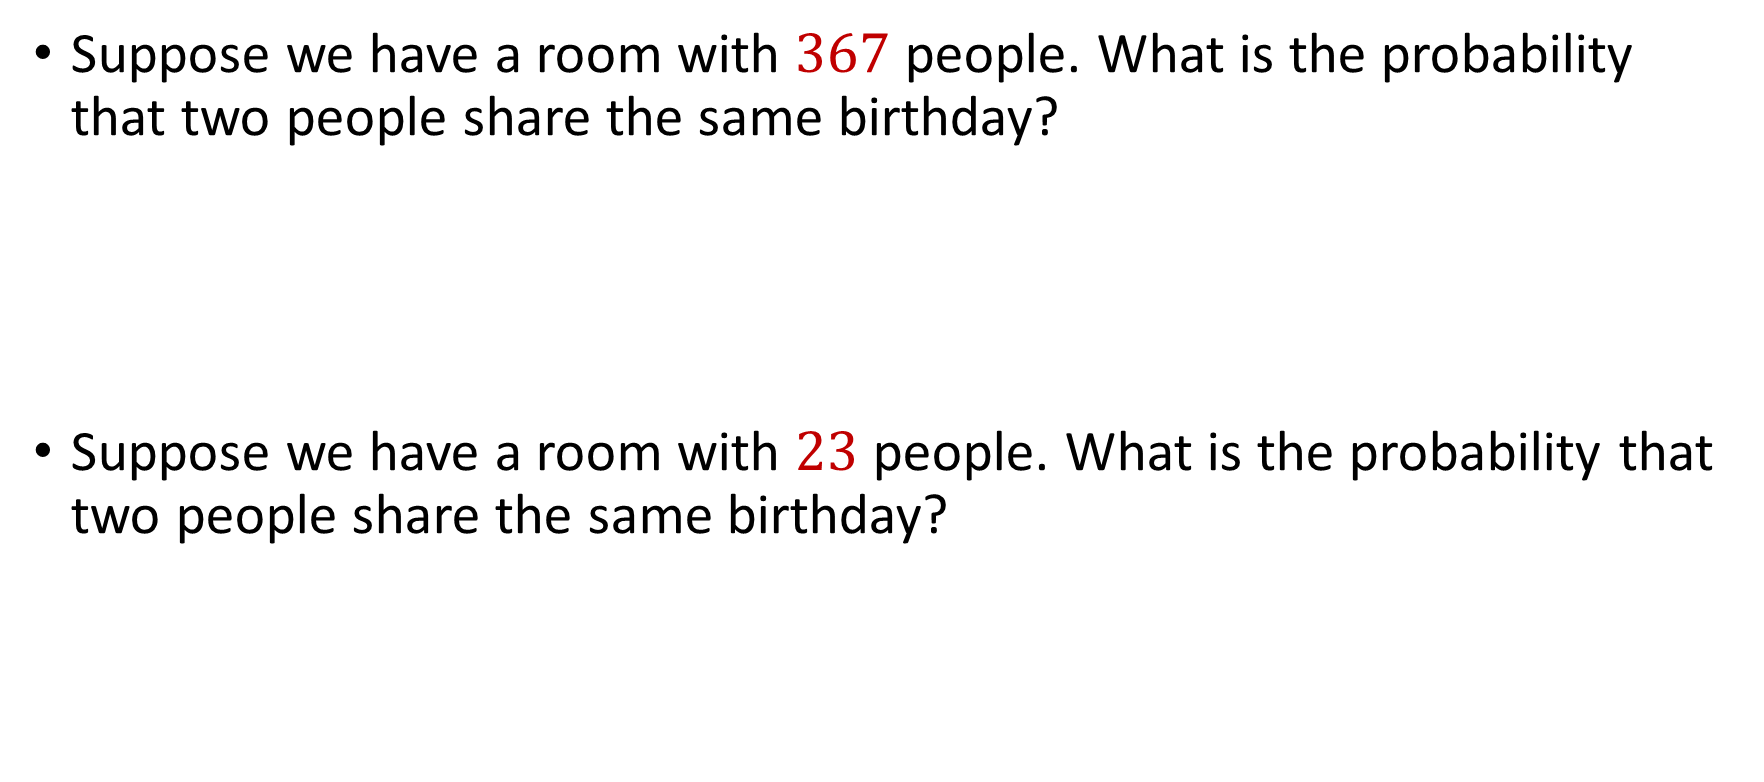 • Suppose we have a room with 367 people. What is the probability
that two people share the same birthday?
• Suppose we have a room with 23 people. What is the probability that
two people share the same birthday?